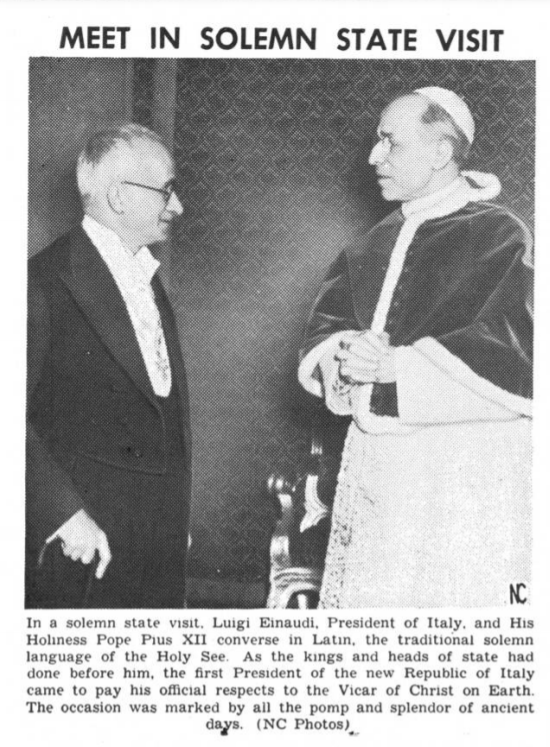 MEET IN SOLEMN STATE VISIT
NC
In a solemn state visit, Luigi Einaudi, President of Italy, and His
Holiness Pope Pius XII converse in Latin, the traditional solemn
language of the Holy See. As the kings and heads of state had
done before him, the first President of the new Republic of Italy
came to pay his official respects to the Vicar of Christ on Earth.
The occasion was marked by all the pomp and splendor of ancient
days. (NC Photos)